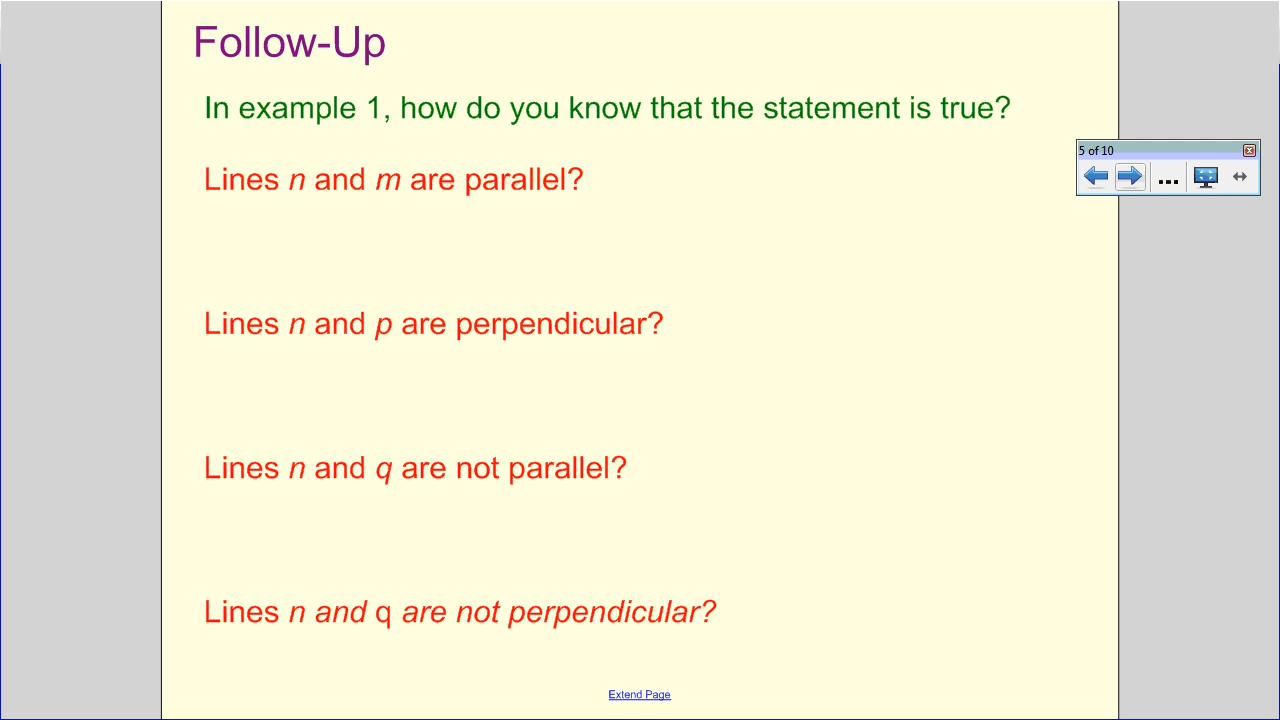 Follow-Up
In example 1, how do you know that the statement is true?
5 of 10
Lines n and m are parallel?
Lines n and p are perpendicular?
Lines n and q are not parallel?
Lines n and q are not perpendicular?
Extend Page